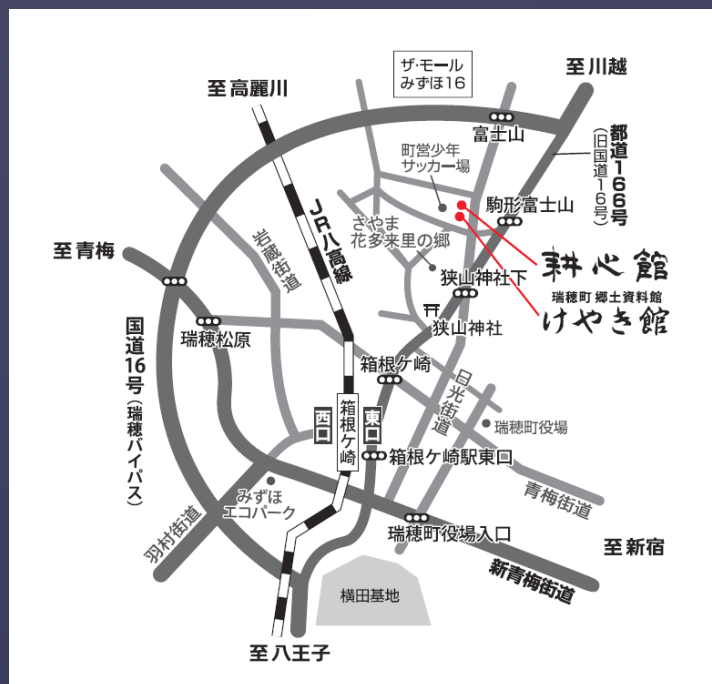 ザ・モール
みずほ16
至川越
至高麗川
富士山
都道166号
(旧国道16号)
町営少年
サッカー場
駒形富士山
さやま
花多来里の郷
JR八高線
岩蔵街道
至青梅
耕心館
狭山神社下
瑞穂町 郷土資料館
けやき館
狭山神社
国道16号(瑞穂バイパス)
瑞穂松原
箱根ケ崎
日光街道
西口
箱根ケ崎
東口
瑞穂町役場
箱根ケ崎駅東口
みずほ
エコパーク
青梅街道
羽村街道
瑞穂町役場入口
至新宿
新青梅街道
横田基地
至八王子